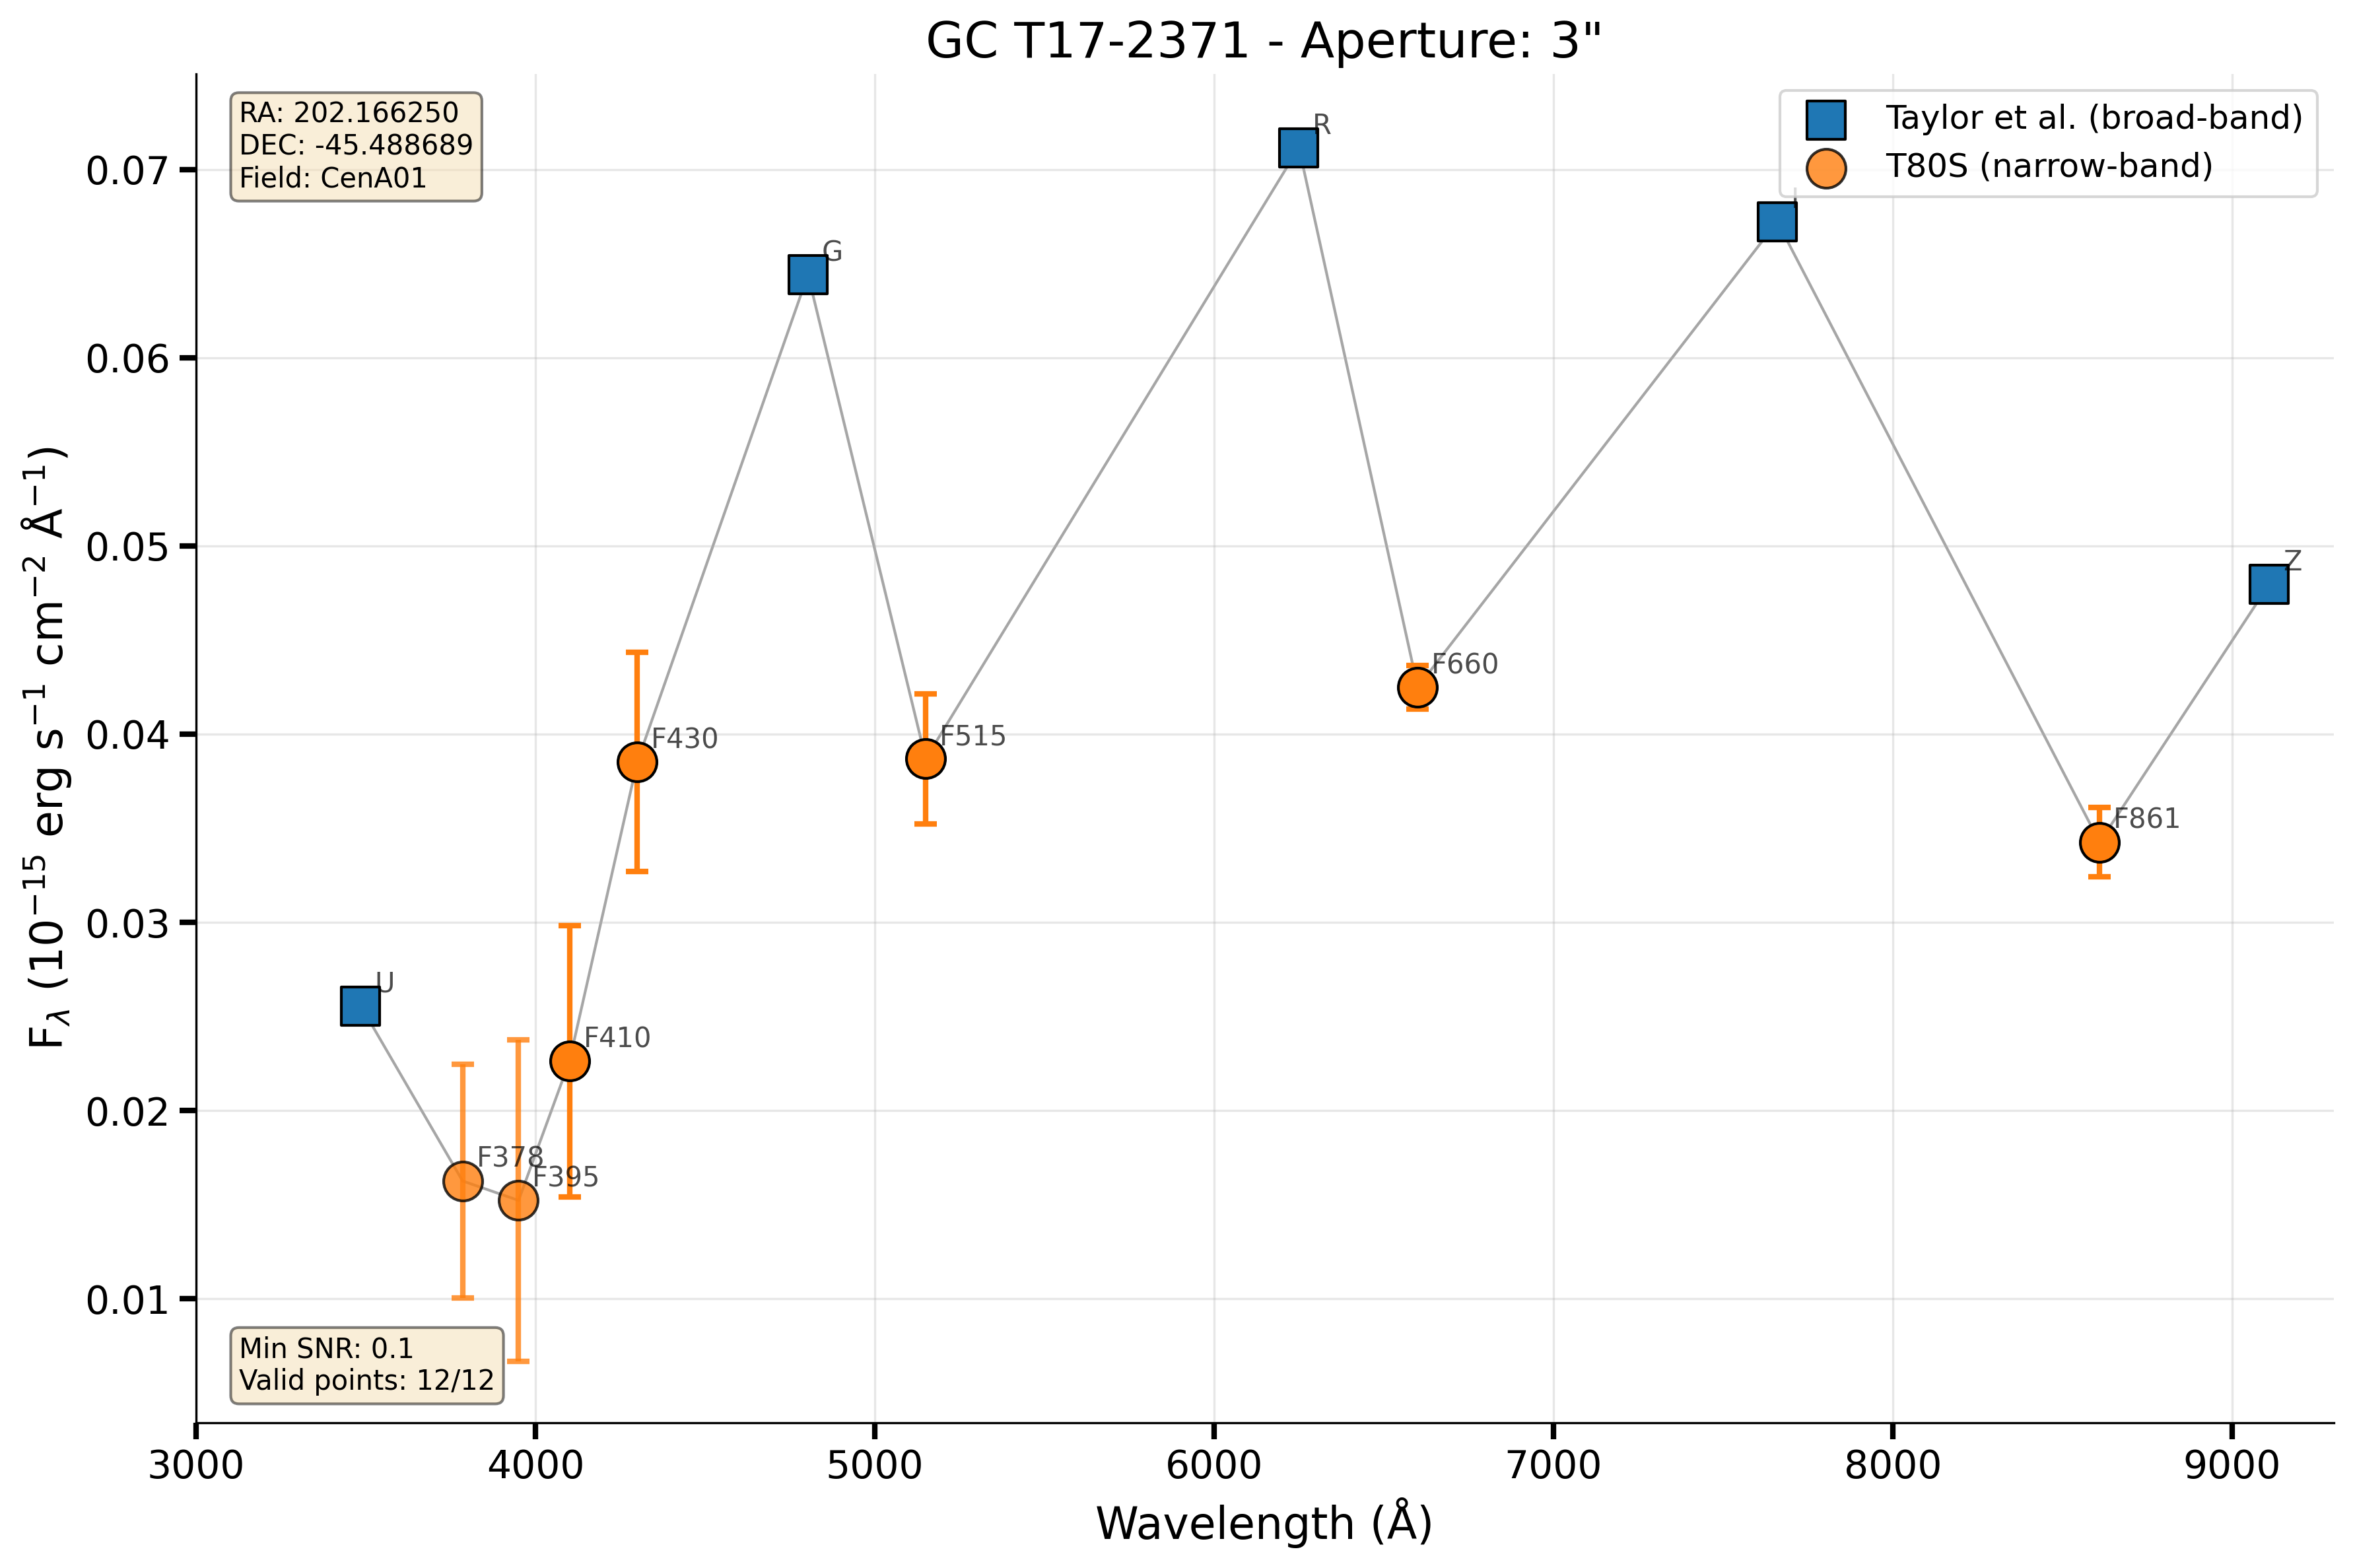 GC T17-2371 - Aperture: 3"
RA: 202.166250
DEC: -45.488689
Field: CenA01
Taylor et al. (broad-band)
T80S (narrow-band)
R
I
G
Z
F660
F430
F515
F861
U
F410
F378
F395
Min SNR: 0.1
Valid points: 12/12
0.07
0.06
0.05
0.04
0.03
0.02
0.01
F$_{λ}$ (10$^{−15}$ erg s$^{−1}$ cm$^{−2}$ Å$^{−1}$)
3000 4000 5000 6000 7000 8000 9000
Wavelength (Å)